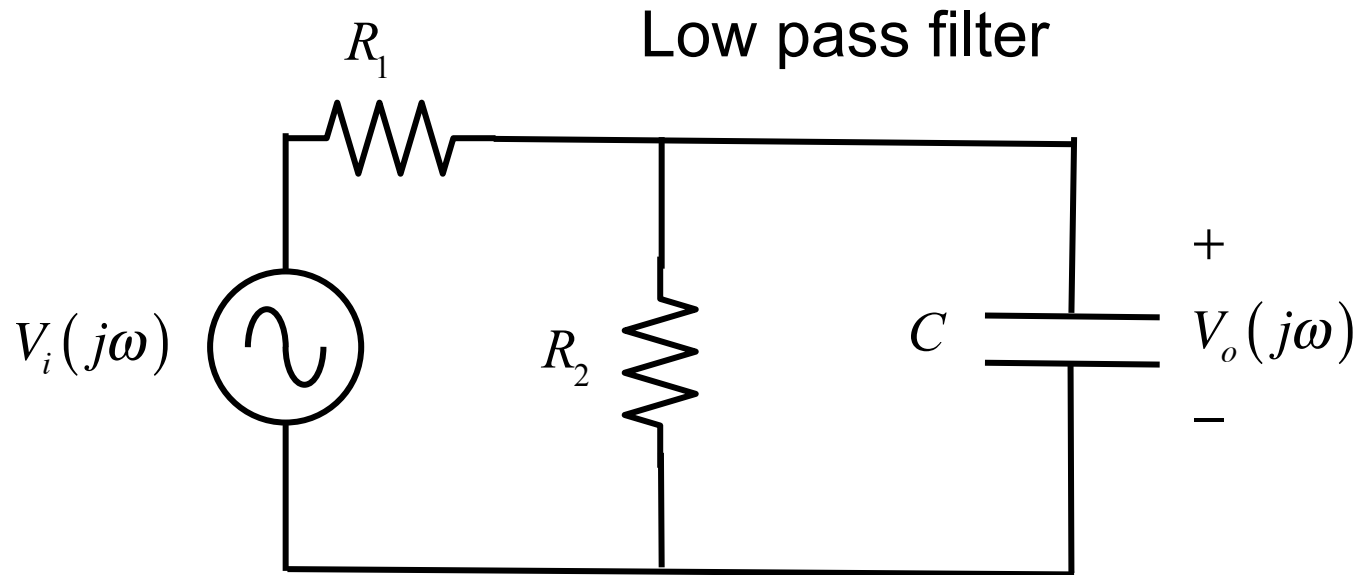 Low pass filter
R₁
+
Vᵢ(jω)
R₂
C
Vₒ(jω)
−